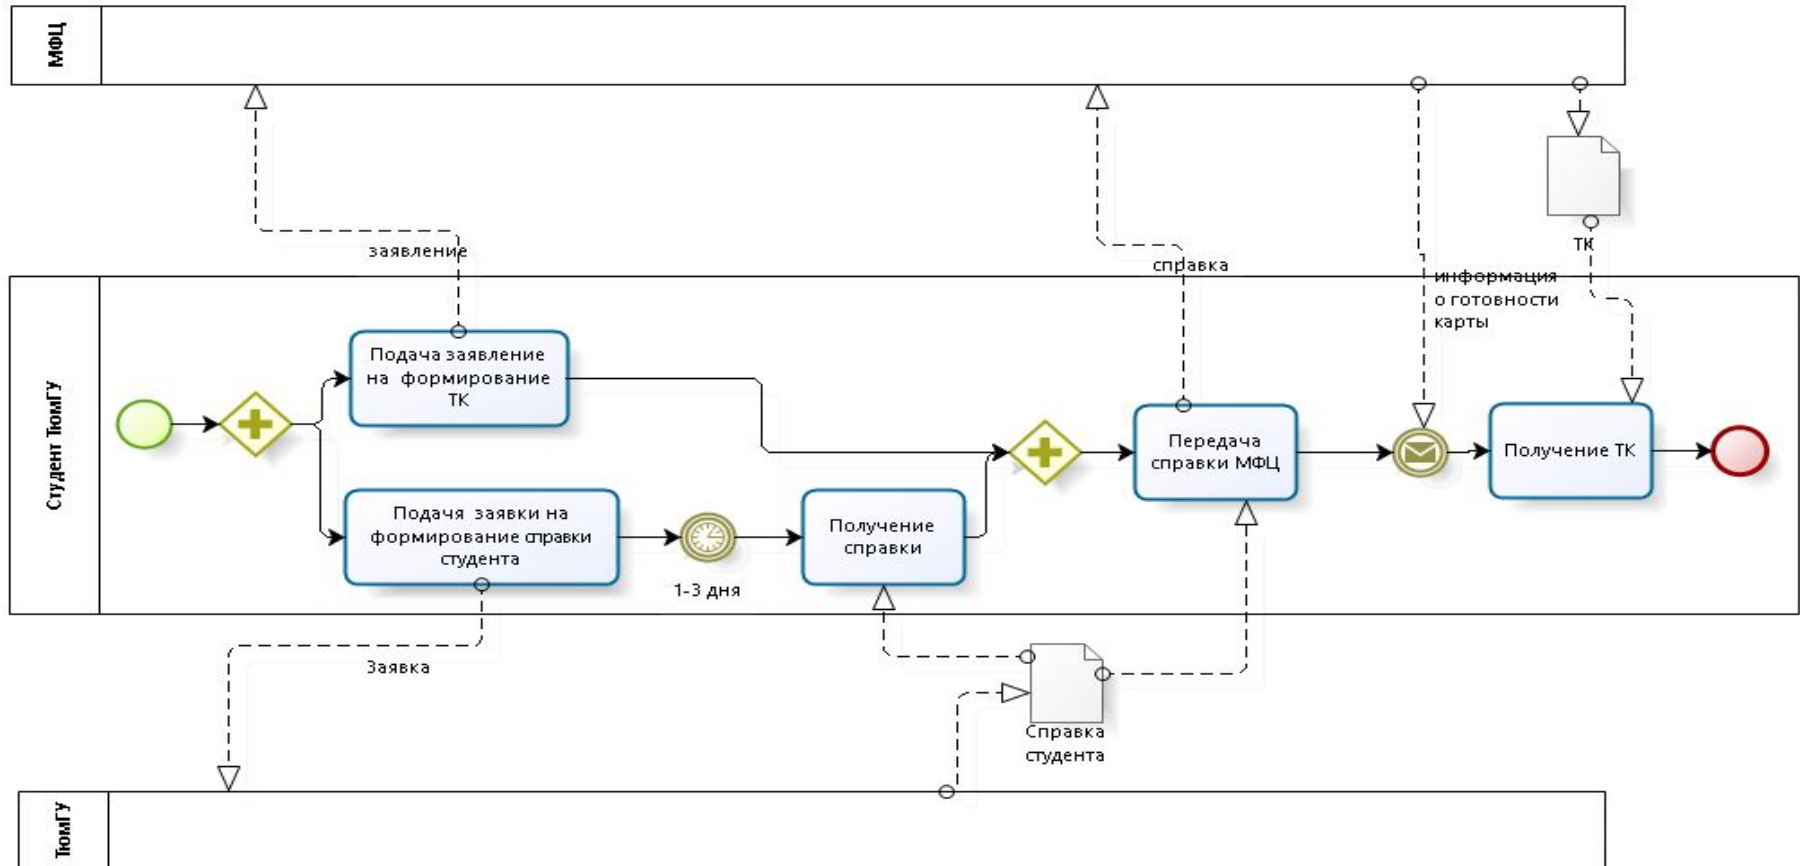 МФЦ
заявление
справка
ТК
информация
о готовности
карты
Студент ТюмГУ
Подача заявление
на формирование
ТК
Передача
справки МФЦ
Получение ТК
Подачя заявки на
формирование справки
студента
1-3 дня
Получение
справки
Заявка
Справка
студента
ТюмГУ